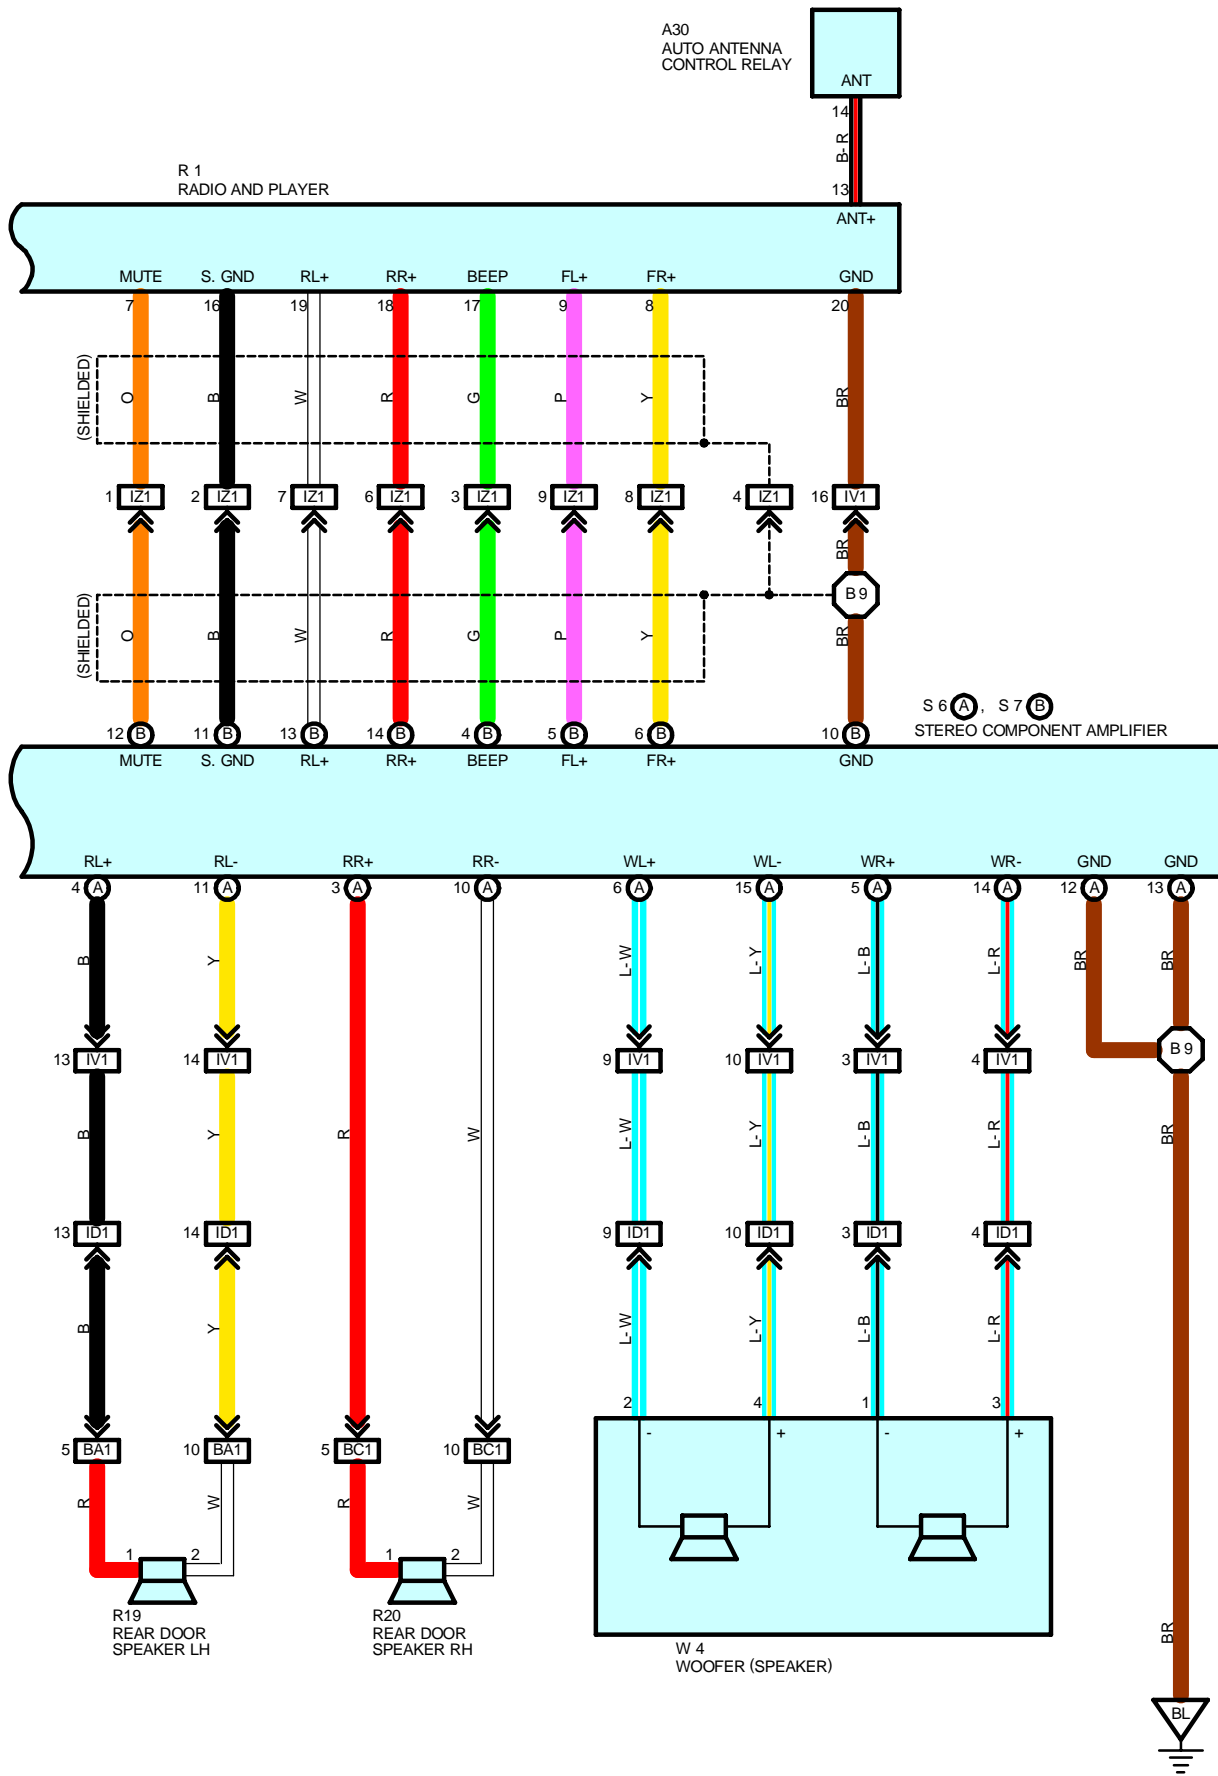 A30
AUTO ANTENNA
CONTROL RELAY
ANT
14
B-R
13
R 1
RADIO AND PLAYER
ANT+
MUTE S. GND RL+ RR+ BEEP FL+ FR+ GND
7 16 19 18 17 9 8 20
(SHIELDED)
O B W R G P Y BR
1 IZ1 2 IZ1 7 IZ1 6 IZ1 3 IZ1 9 IZ1 8 IZ1 4 IZ1 16 IV1
BR
B 9
(SHIELDED)
O B W R G P Y BR
S 6 A , S 7 B
STEREO COMPONENT AMPLIFIER
12 B 11 B 13 B 14 B 4 B 5 B 6 B 10 B
MUTE S. GND RL+ RR+ BEEP FL+ FR+ GND
RL+ RL- RR+ RR- WL+ WL- WR+ WR- GND GND
4 A 11 A 3 A 10 A 6 A 15 A 5 A 14 A 12 A 13 A
B Y L-W L-Y L-B L-R BR BR
13 IV1 14 IV1 9 IV1 10 IV1 3 IV1 4 IV1 B 9
B Y R W L-W L-Y L-B L-R BR
13 ID1 14 ID1 9 ID1 10 ID1 3 ID1 4 ID1
B Y L-W L-Y L-B L-R
2 4 1 3
- + - +
5 BA1 10 BA1 5 BC1 10 BC1
R W R W
1 2 1 2
R19
REAR DOOR
SPEAKER LH
R20
REAR DOOR
SPEAKER RH
W 4
WOOFER (SPEAKER)
BR
BL